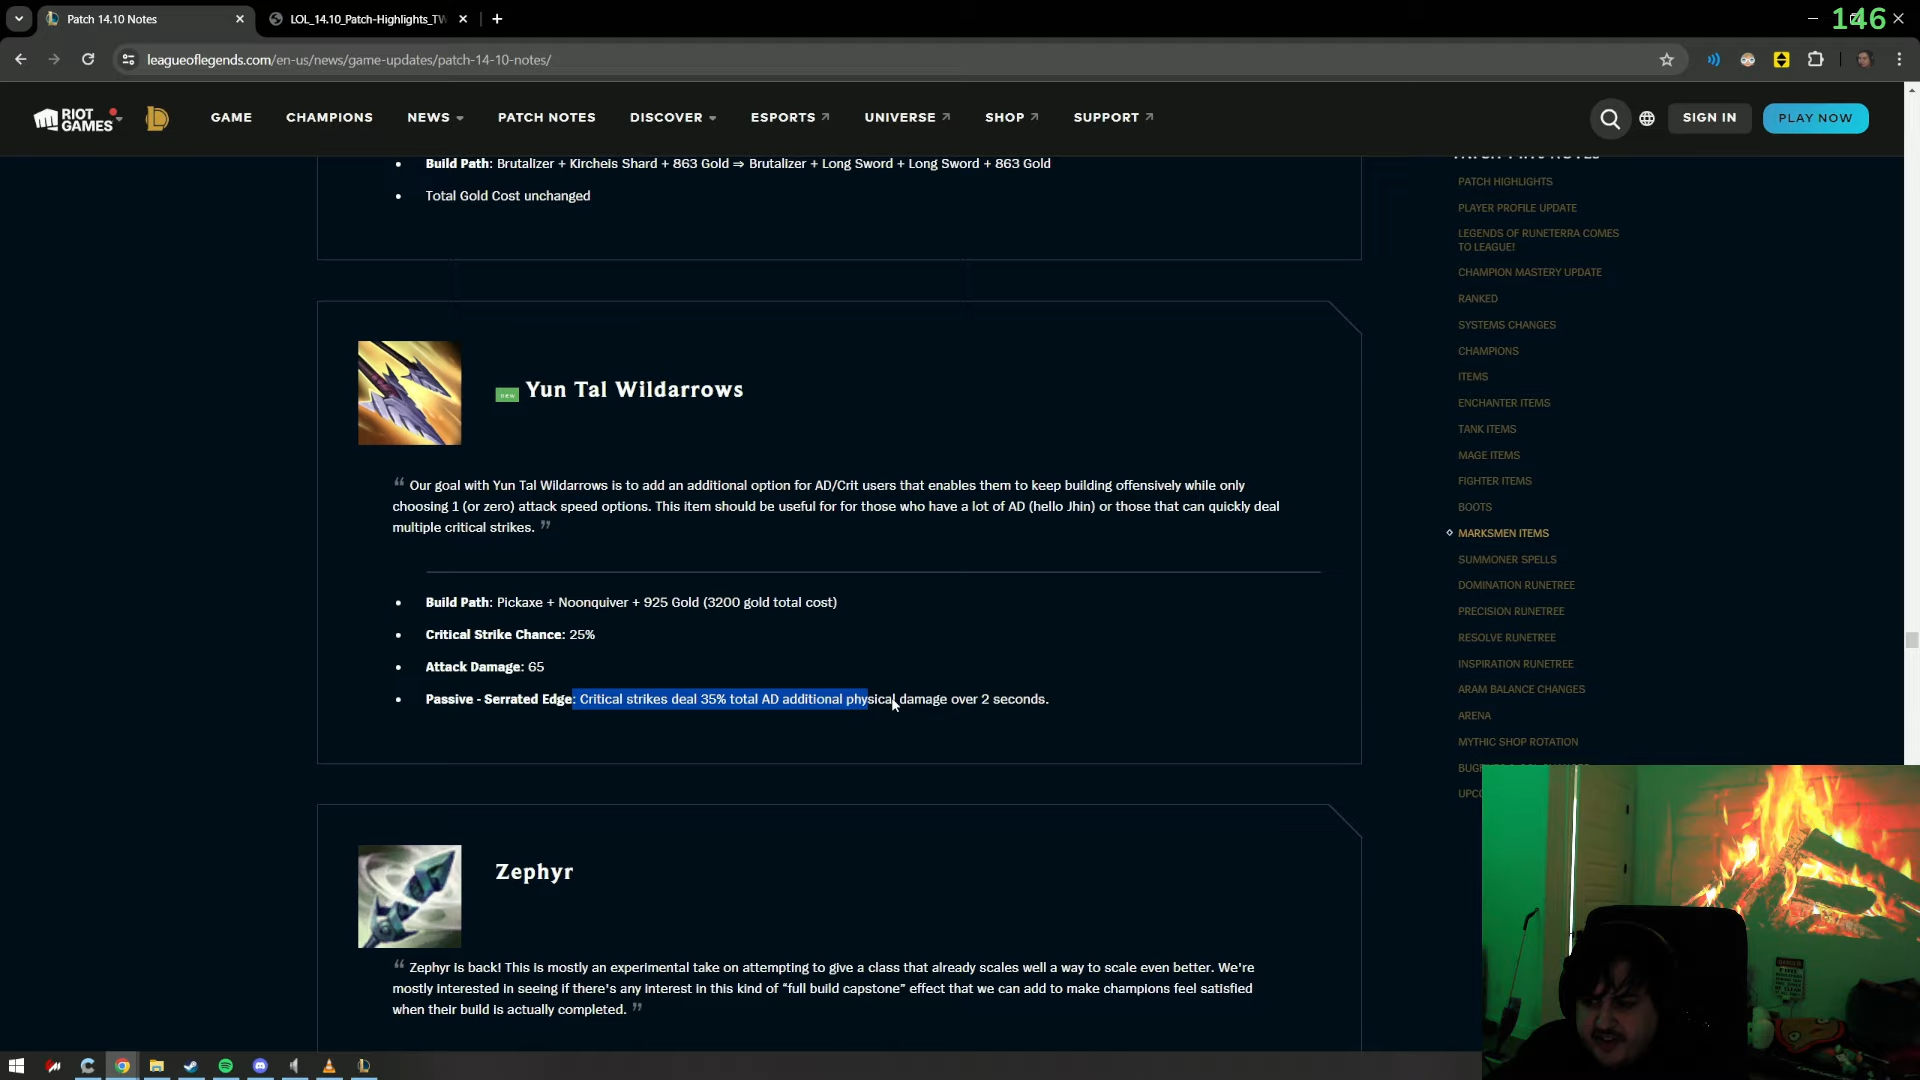 Patch 14.10 Notes
LOL_14.10_Patch-Highlights_TW
146
leagueoflegends.com/en-us/news/game-updates/patch-14-10-notes/
RIOT GAMES
GAME CHAMPIONS NEWS PATCH NOTES DISCOVER ESPORTS UNIVERSE SHOP SUPPORT
SIGN IN
PLAY NOW
Build Path: Brutalizer + Kircheis Shard + 863 Gold ⇒ Brutalizer + Long Sword + Long Sword + 863 Gold
Total Gold Cost unchanged
new Yun Tal Wildarrows
“ Our goal with Yun Tal Wildarrows is to add an additional option for AD/Crit users that enables them to keep building offensively while only
choosing 1 (or zero) attack speed options. This item should be useful for for those who have a lot of AD (hello Jhin) or those that can quickly deal
multiple critical strikes. ”
Build Path: Pickaxe + Noonquiver + 925 Gold (3200 gold total cost)
Critical Strike Chance: 25%
Attack Damage: 65
Passive - Serrated Edge: Critical strikes deal 35% total AD additional physical damage over 2 seconds.
Zephyr
“ Zephyr is back! This is mostly an experimental take on attempting to give a class that already scales well a way to scale even better. We're
mostly interested in seeing if there's any interest in this kind of “full build capstone” effect that we can add to make champions feel satisfied
when their build is actually completed. ”
PATCH HIGHLIGHTS
PLAYER PROFILE UPDATE
LEGENDS OF RUNETERRA COMES
TO LEAGUE!
CHAMPION MASTERY UPDATE
RANKED
SYSTEMS CHANGES
CHAMPIONS
ITEMS
ENCHANTER ITEMS
TANK ITEMS
MAGE ITEMS
FIGHTER ITEMS
BOOTS
MARKSMEN ITEMS
SUMMONER SPELLS
DOMINATION RUNETREE
PRECISION RUNETREE
RESOLVE RUNETREE
INSPIRATION RUNETREE
ARAM BALANCE CHANGES
ARENA
MYTHIC SHOP ROTATION
DANGER